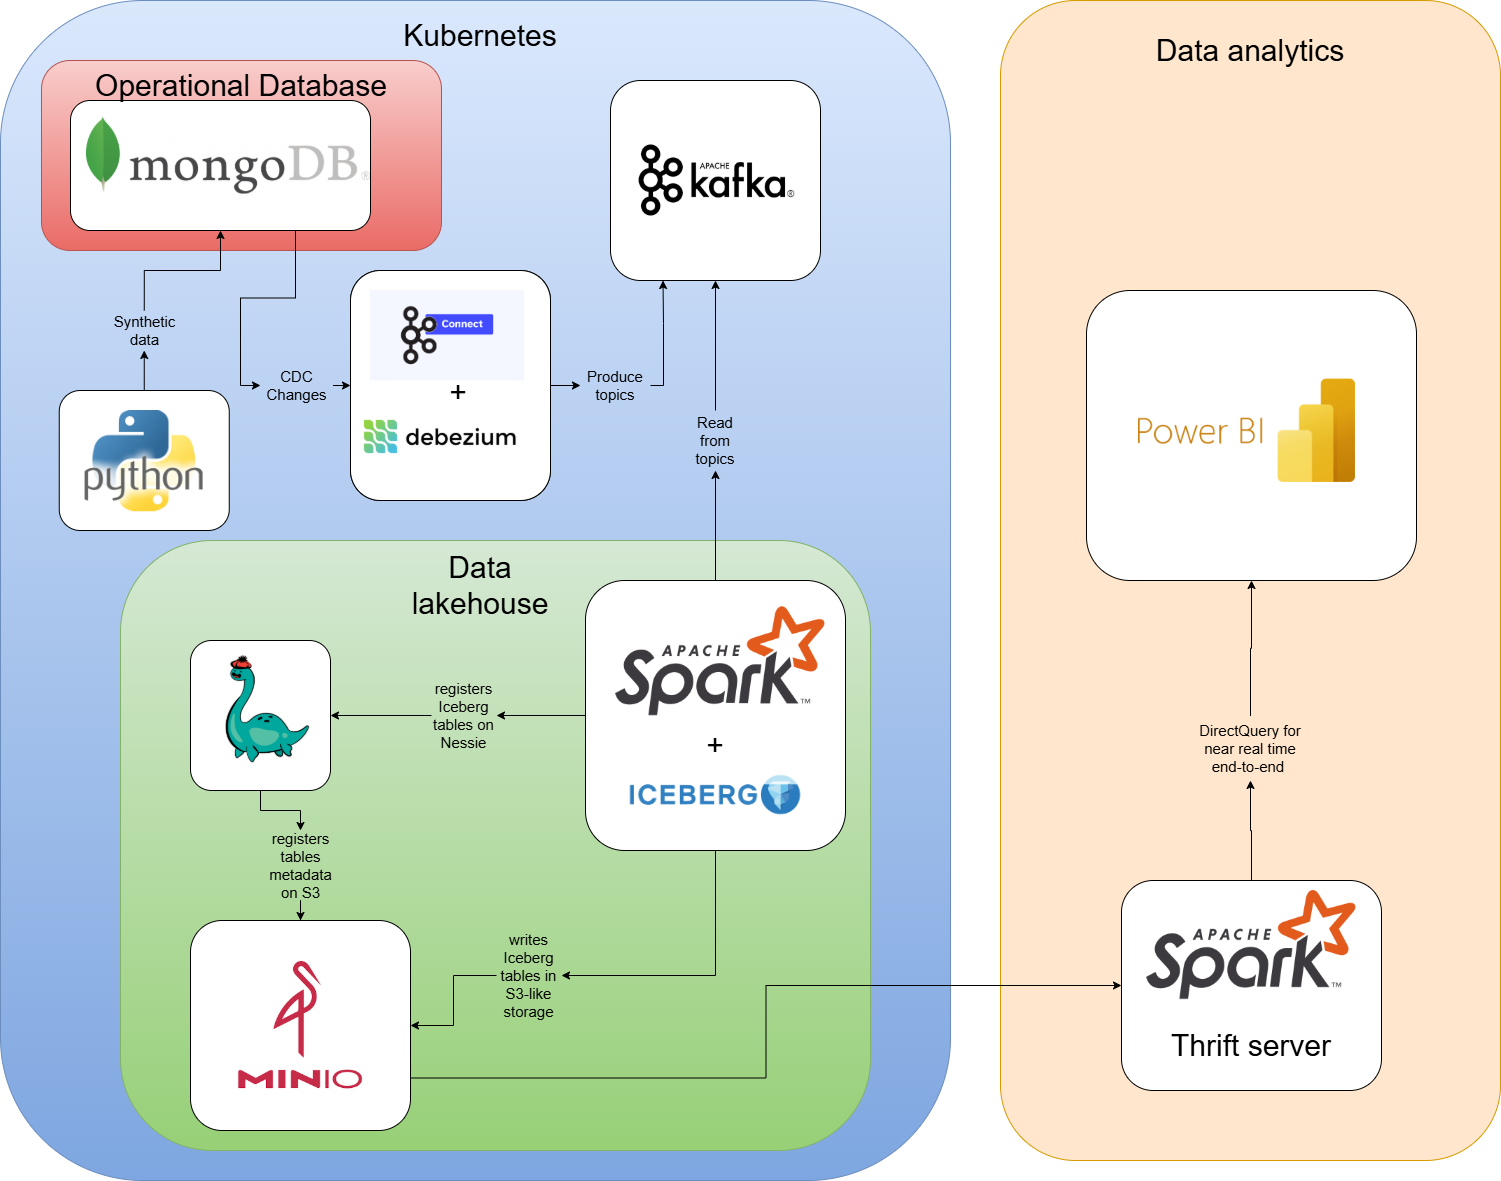 Kubernetes
Operational Database
mongoDB®
APACHE
kafka®
Synthetic
data
CDC
Changes
Connect
+
debezium
Produce
topics
Read
from
topics
python
Data
lakehouse
APACHE
Spark™
+
ICEBERG
registers
Iceberg
tables on
Nessie
registers
tables
metadata
on S3
writes
Iceberg
tables in
S3-like
storage
MINIO
Data analytics
Power BI
DirectQuery for
near real time
end-to-end
APACHE
Spark™
Thrift server